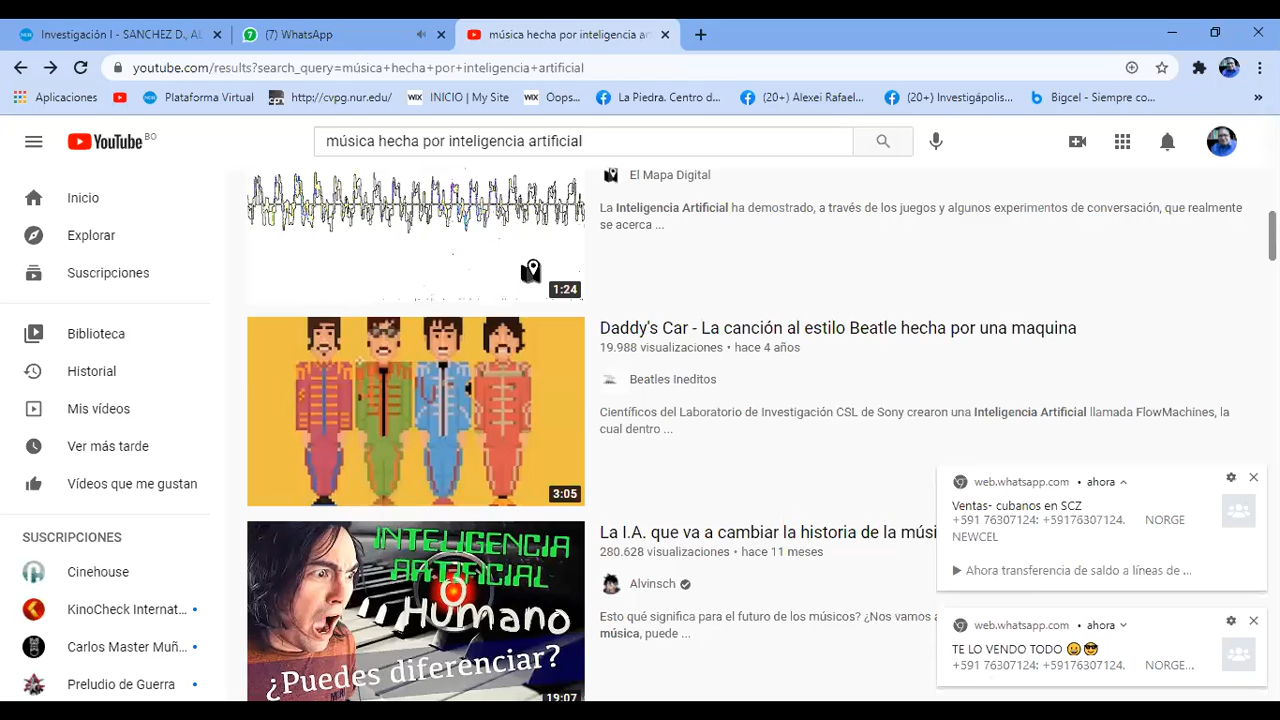 Investigación I - SANCHEZ D., AL
(7) WhatsApp
música hecha por inteligencia ar
youtube.com/results?search_query=música+hecha+por+inteligencia+artificial
Aplicaciones
Plataforma Virtual
http://cvpg.nur.edu/
WIX INICIO | My Site
WIX Oops...
La Piedra. Centro d...
(20+) Alexei Rafael...
(20+) Investigápolis...
Bigcel - Siempre co...
»
YouTube BO
música hecha por inteligencia artificial
Inicio
Explorar
Suscripciones
Biblioteca
Historial
Mis vídeos
Ver más tarde
Vídeos que me gustan
SUSCRIPCIONES
Cinehouse
KinoCheck Internat... •
Carlos Master Muñ... •
Preludio de Guerra •
1:24
El Mapa Digital
La Inteligencia Artificial ha demostrado, a través de los juegos y algunos experimentos de conversación, que realmente
se acerca ...
3:05
Daddy's Car - La canción al estilo Beatle hecha por una maquina
19.988 visualizaciones • hace 4 años
Beatles Ineditos
Científicos del Laboratorio de Investigación CSL de Sony crearon una Inteligencia Artificial llamada FlowMachines, la
cual dentro ...
INTELIGENCIA
ARTIFICIAL
HUMANO
¿Puedes diferenciar?
19:07
La I.A. que va a cambiar la historia de la músi
280.628 visualizaciones • hace 11 meses
Alvinsch
Esto qué significa para el futuro de los músicos? ¿Nos vamos a
música, puede ...
web.whatsapp.com • ahora
Ventas- cubanos en SCZ
+591 76307124: +59176307124. NORGE
NEWCEL
Ahora transferencia de saldo a líneas de ...
web.whatsapp.com • ahora
TE LO VENDO TODO 😀😎
+591 76307124: +59176307124. NORGE...